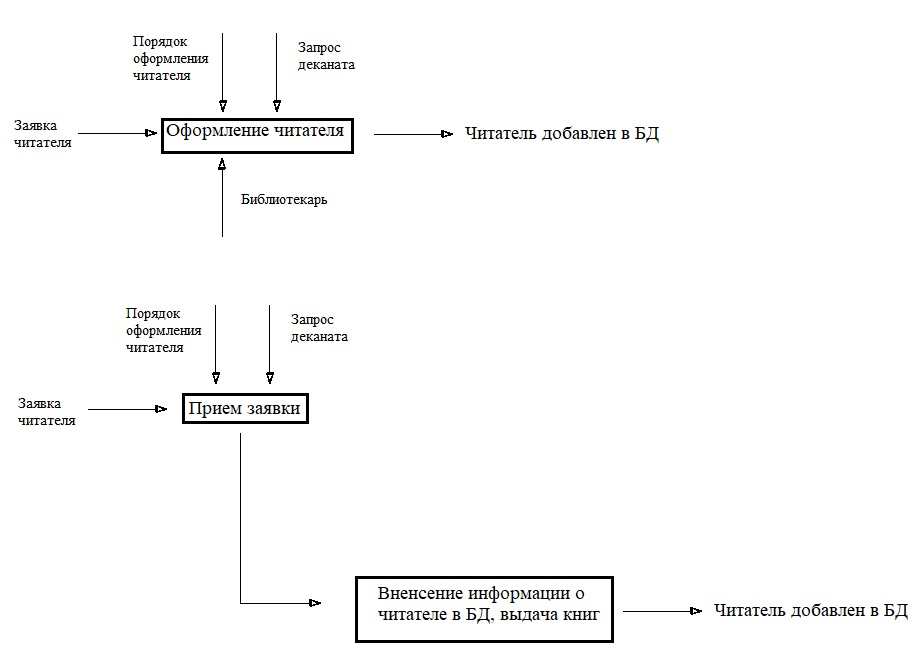 Порядок
оформления
читателя
Запрос
деканата
Заявка
читателя
Оформление читателя
Читатель добавлен в БД
Библиотекарь
Порядок
оформления
читателя
Запрос
деканата
Заявка
читателя
Прием заявки
Вненсение информации о
читателе в БД, выдача книг
Читатель добавлен в БД